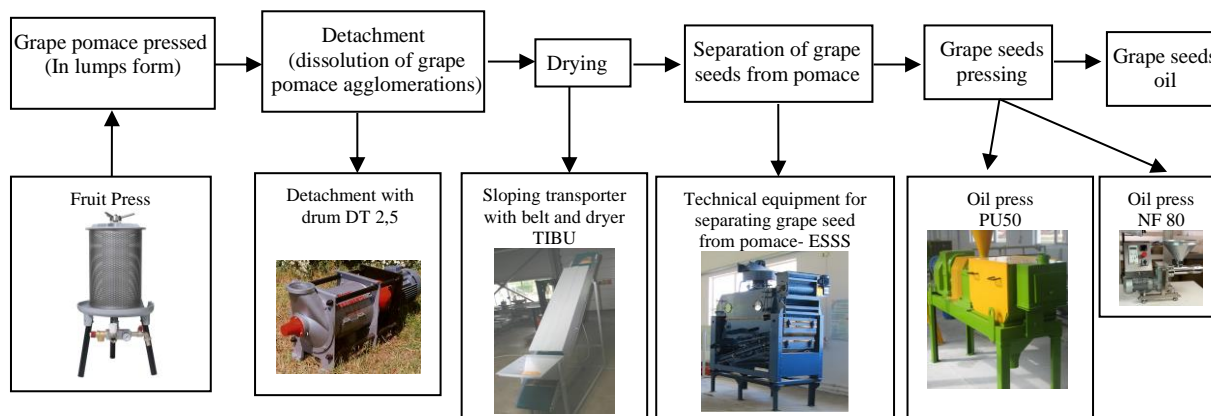 Grape pomace pressed
(In lumps form)
Detachment
(dissolution of grape
pomace agglomerations)
Drying
Separation of grape
seeds from pomace
Grape seeds
pressing
Grape seeds
oil
Fruit Press
Detachment with
drum DT 2,5
Sloping transporter
with belt and dryer
TIBU
Technical equipment for
separating grape seed
from pomace- ESSS
Oil press
PU50
Oil press
NF 80